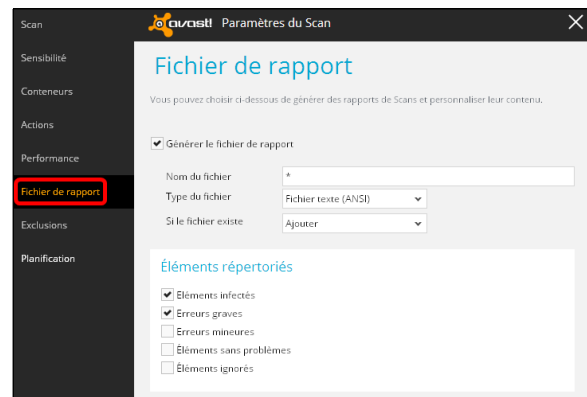 Scan
Sensibilité
Conteneurs
Actions
Performance
Fichier de rapport
Exclusions
Planification
avast! Paramètres du Scan
Fichier de rapport
Vous pouvez choisir ci-dessous de générer des rapports de Scans et personnaliser leur contenu.
Générer le fichier de rapport
Nom du fichier *
Type du fichier Fichier texte (ANSI)
Si le fichier existe Ajouter
Éléments répertoriés
Eléments infectés
Erreurs graves
Erreurs mineures
Éléments sans problèmes
Éléments ignorés